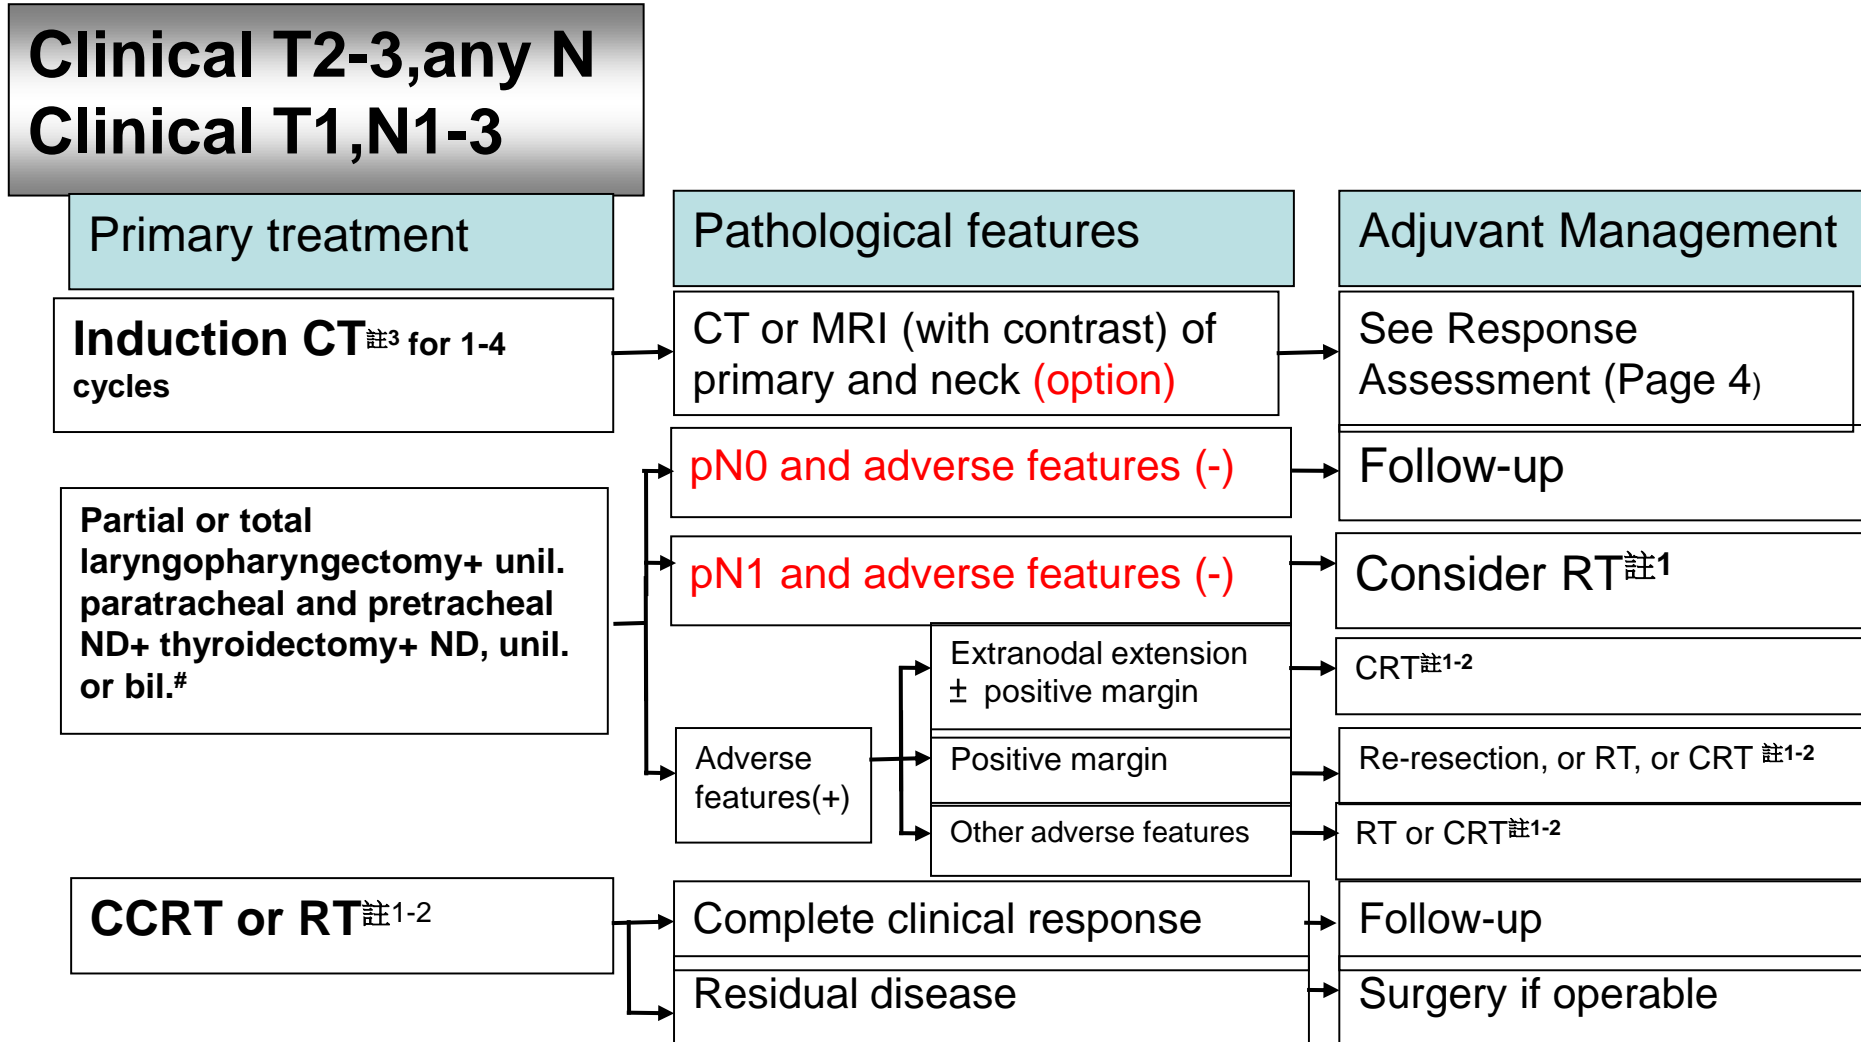 Clinical T2-3,any N
Clinical T1,N1-3
Primary treatment
Pathological features
Adjuvant Management
Induction CT註3 for 1-4
cycles
CT or MRI (with contrast) of
primary and neck (option)
See Response
Assessment (Page 4)
Partial or total
laryngopharyngectomy+ unil.
paratracheal and pretracheal
ND+ thyroidectomy+ ND, unil.
or bil.#
pN0 and adverse features (-)
Follow-up
pN1 and adverse features (-)
Consider RT註1
Adverse
features(+)
Extranodal extension
± positive margin
CRT註1-2
Positive margin
Re-resection, or RT, or CRT 註1-2
Other adverse features
RT or CRT註1-2
CCRT or RT註1-2
Complete clinical response
Follow-up
Residual disease
Surgery if operable